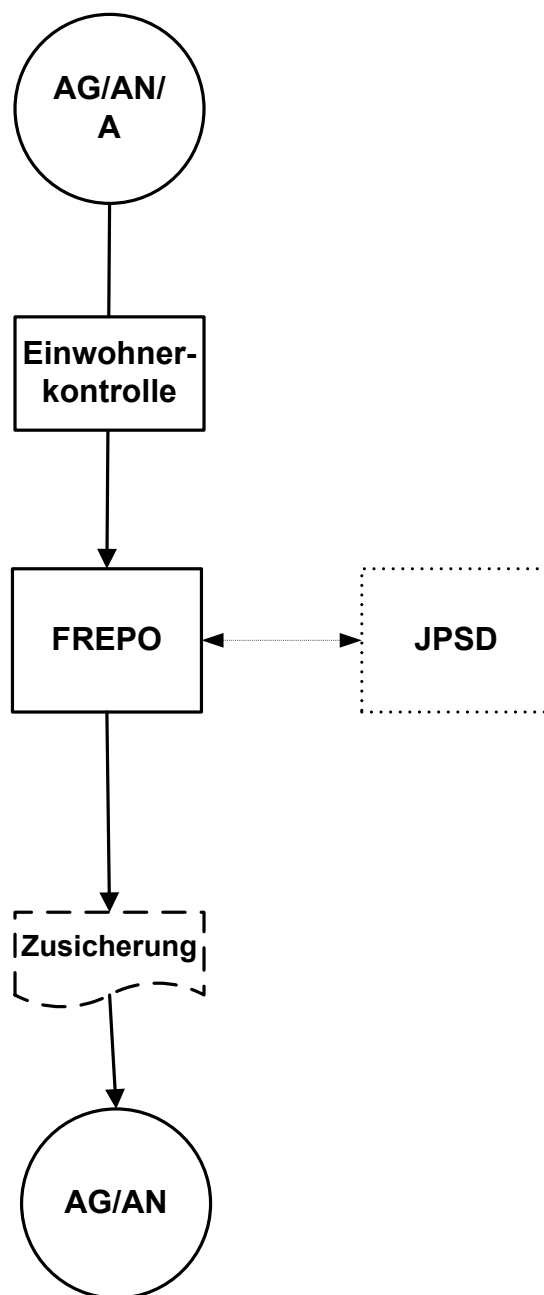 AG/AN/
A
Einwohner-
kontrolle
FREPO
JPSD
Zusicherung
AG/AN